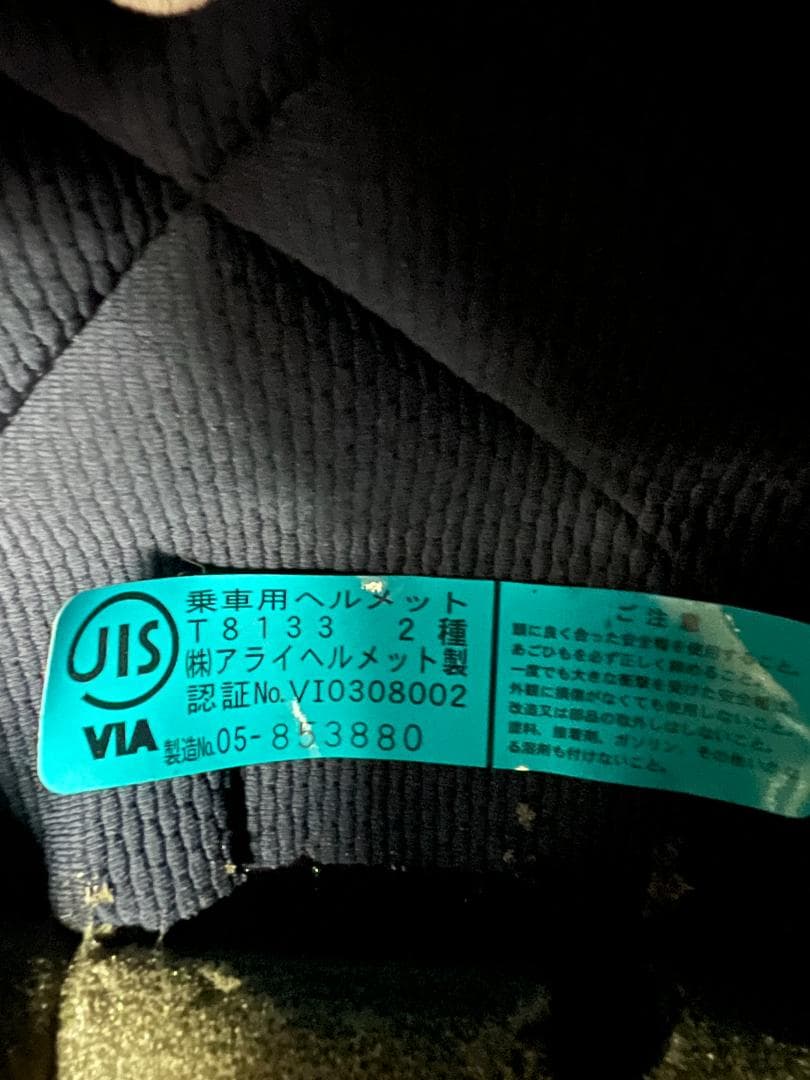 JIS
乗車用ヘルメット
T8133 2種
㈱アライヘルメット製
認証No.VI0308002
VIA
製造No.05-853880
ご注意
頭に良く合った安全帽を使用すること。
あごひもを必ず正しく締めること。
一度でも大きな衝撃を受けた安全帽は、
外観に損傷がなくても使用しないこと。
改造又は部品の取外しはしないこと。
塗料、接着剤、ガソリン、その他
る溶剤も付けないこと。